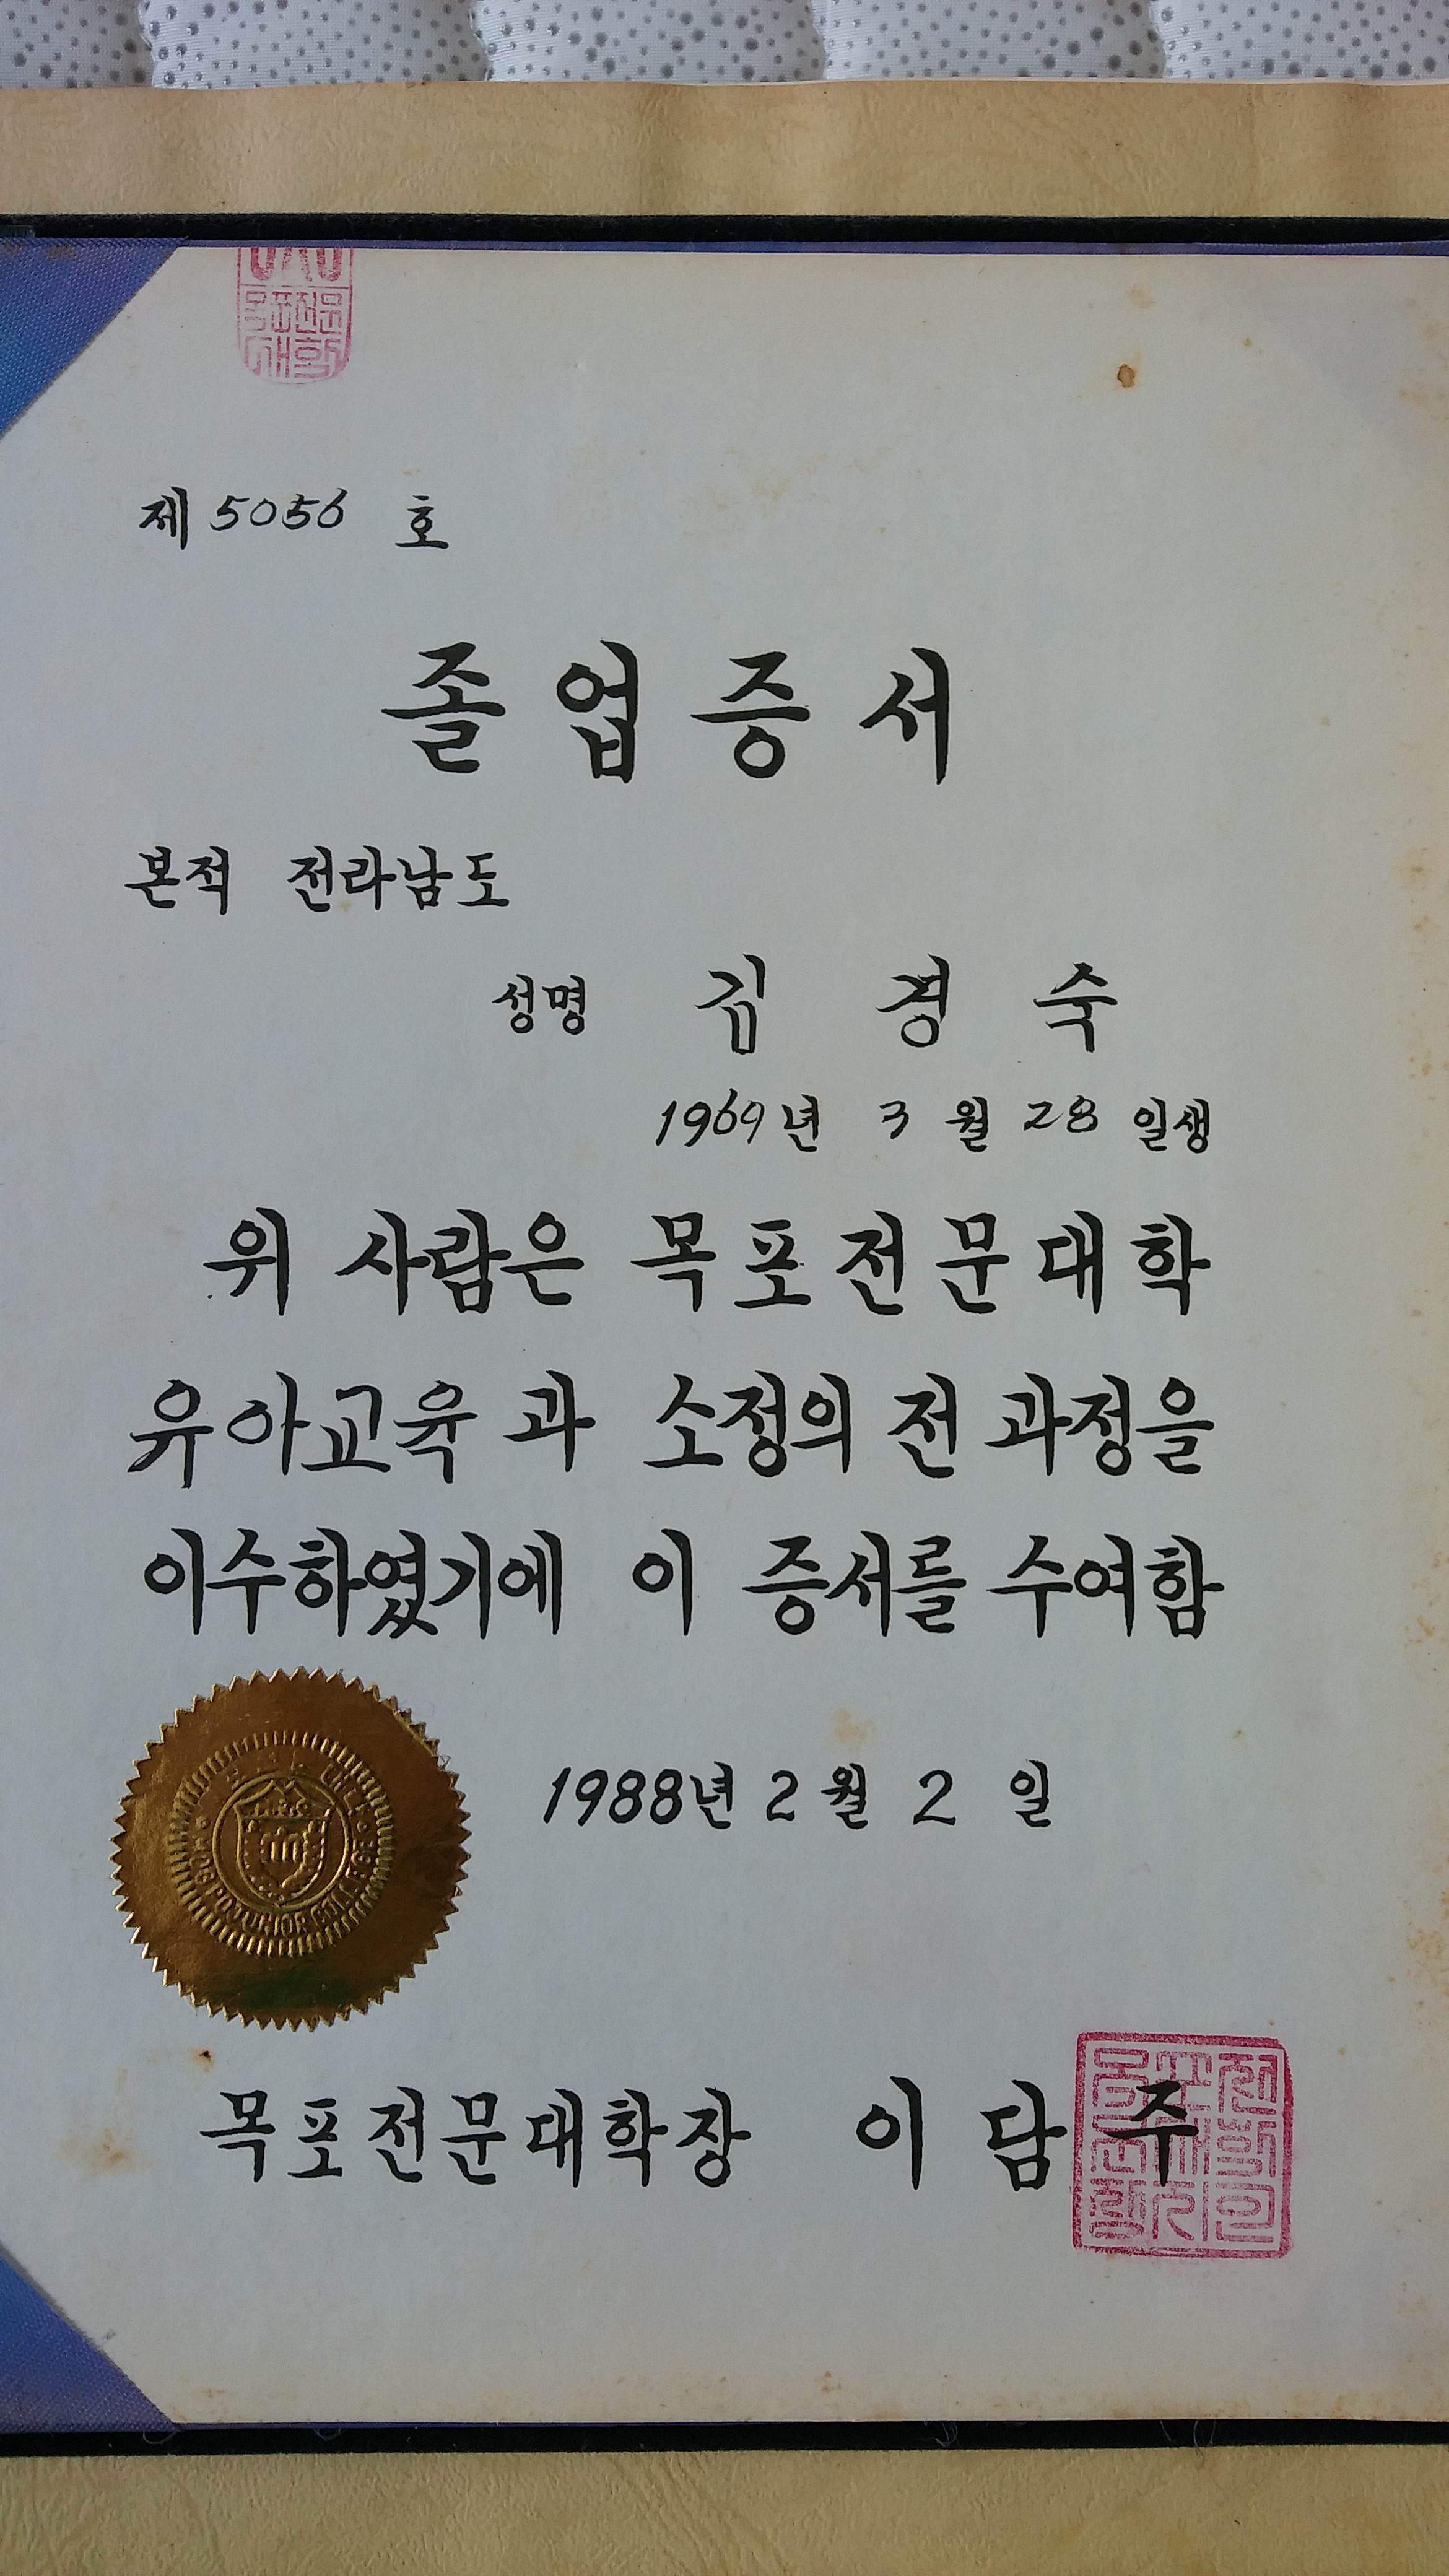 제 5056 호
졸업증서
본적 전라남도
성명 김경숙
1969년 3월 28일생
위 사람은 목포전문대학
유아교육과 소정의 전 과정을
이수하였기에 이 증서를 수여함
1988년 2월 2일
JUNIOR COLLEGE
목포전문대학장 이담주